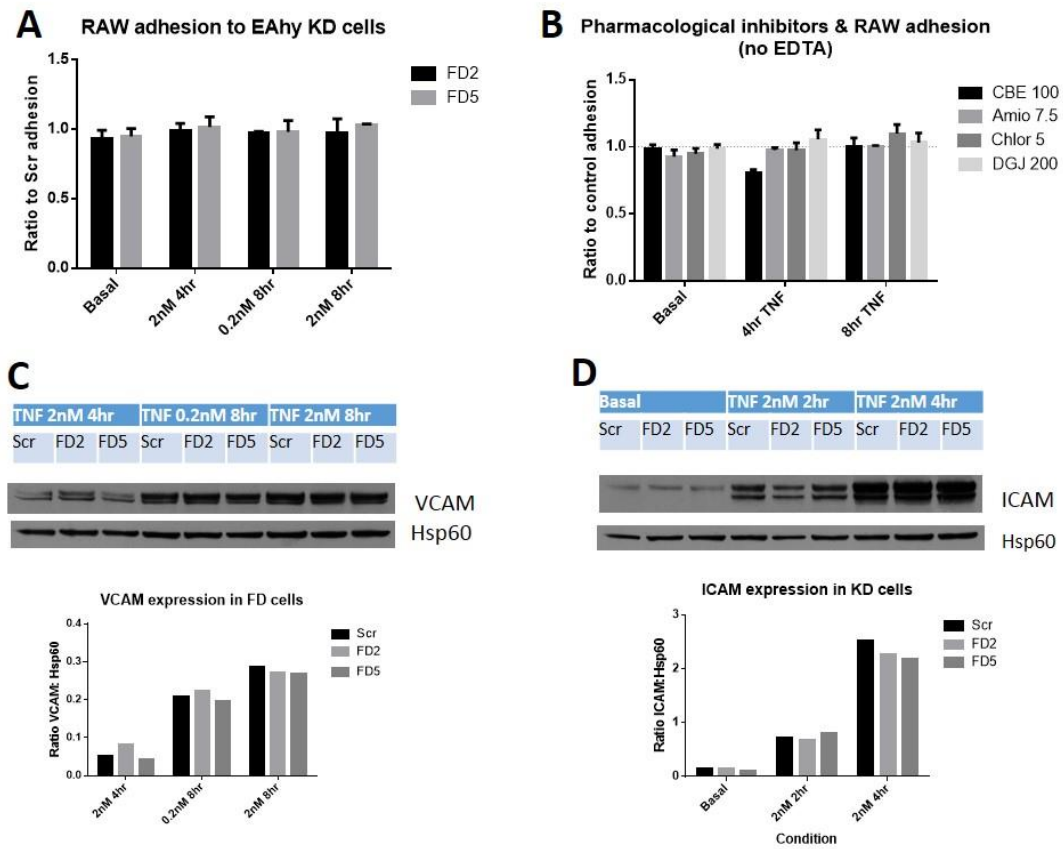 A
RAW adhesion to EAhy KD cells
Ratio to Scr adhesion
1.5
1.0
0.5
0.0
Basal
2nM 4hr
0.2nM 8hr
2nM 8hr
FD2
FD5
B
Pharmacological inhibitors & RAW adhesion
(no EDTA)
Ratio to control adhesion
1.5
1.0
0.5
0.0
Basal
4hr TNF
8hr TNF
CBE 100
Amio 7.5
Chlor 5
DGJ 200
C
TNF 2nM 4hr TNF 0.2nM 8hr TNF 2nM 8hr
Scr FD2 FD5 Scr FD2 FD5 Scr FD2 FD5
VCAM
Hsp60
VCAM expression in FD cells
Ratio VCAM: Hsp60
0.4
0.3
0.2
0.1
0.0
2nM 4hr
0.2nM 8hr
2nM 8hr
Scr
FD2
FD5
D
Basal TNF 2nM 2hr TNF 2nM 4hr
Scr FD2 FD5 Scr FD2 FD5 Scr FD2 FD5
ICAM
Hsp60
ICAM expression in KD cells
Ratio ICAM:Hsp60
3
2
1
0
Basal
2nM 2hr
2nM 4hr
Condition
Scr
FD2
FD5